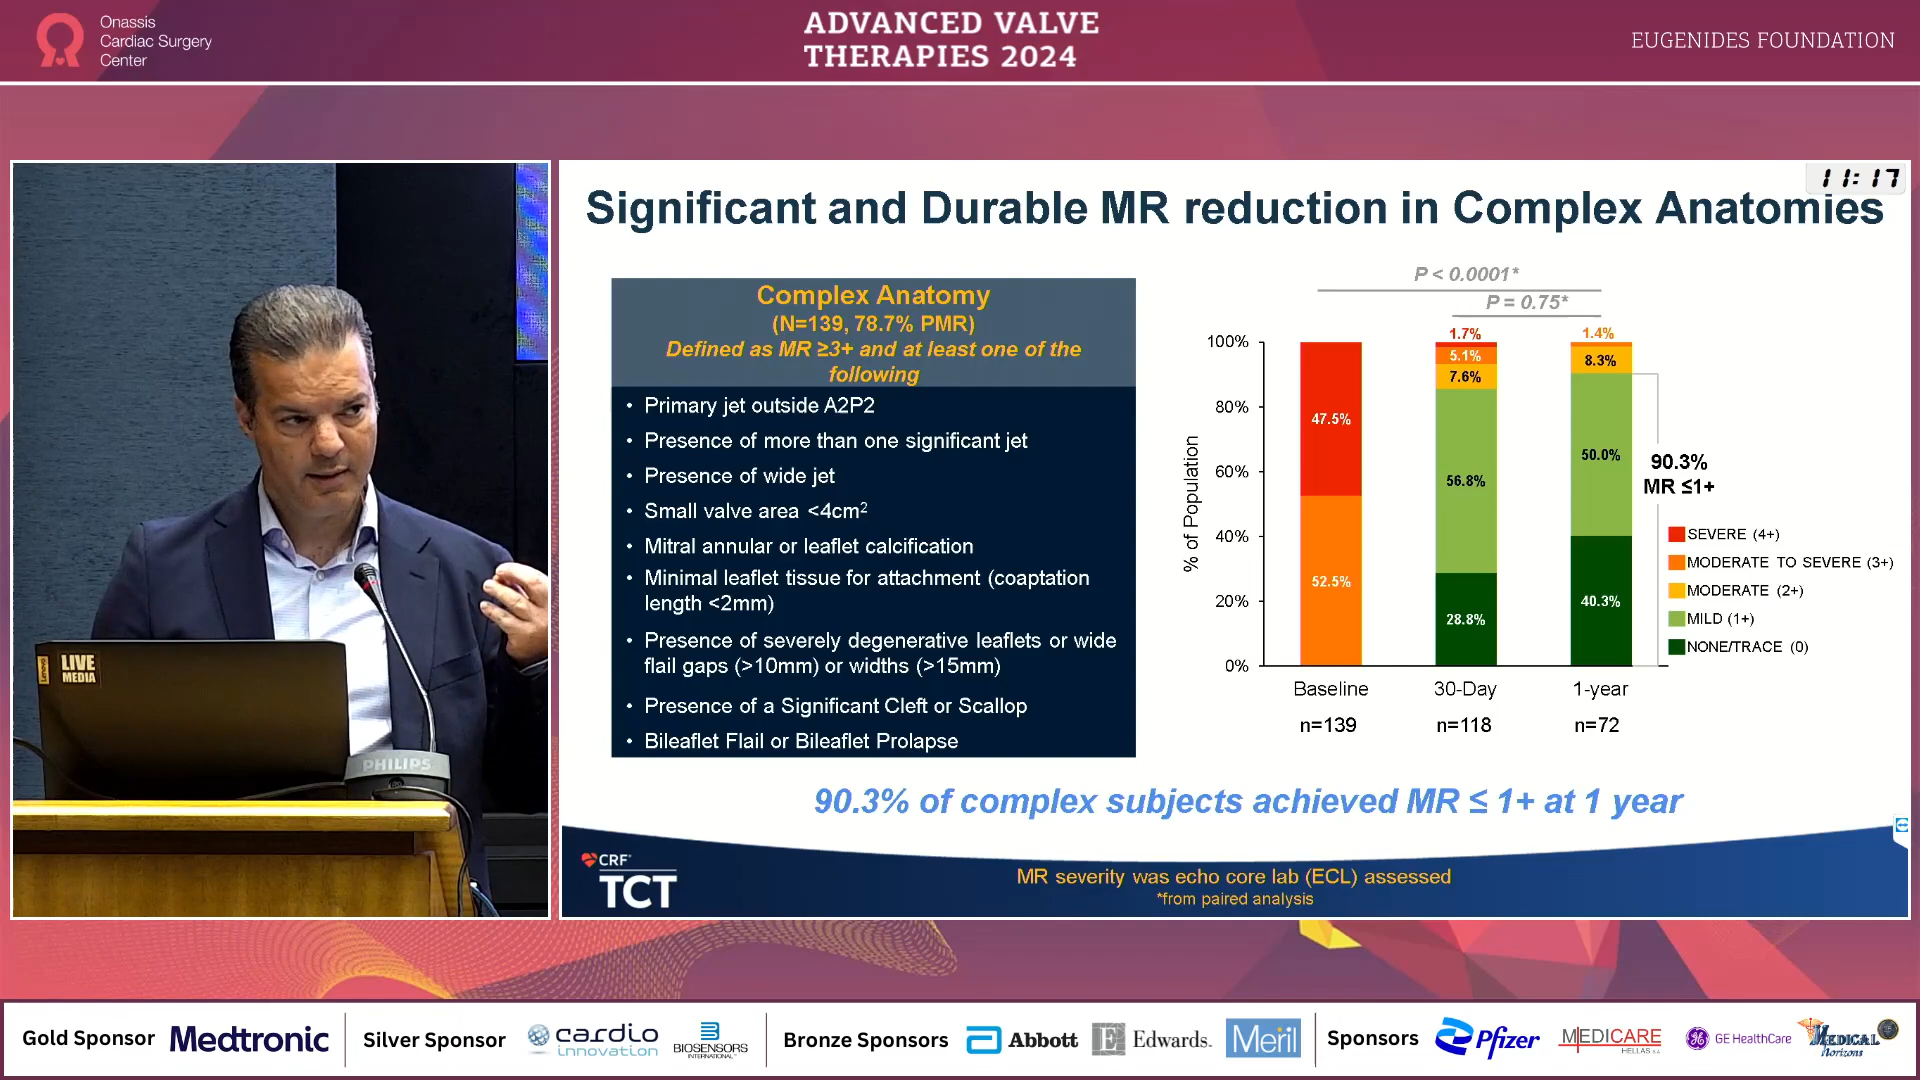 Onassis
Cardiac Surgery
Center
ADVANCED VALVE
THERAPIES 2024
EUGENIDES FOUNDATION
11:17
Significant and Durable MR reduction in Complex Anatomies
Complex Anatomy
(N=139, 78.7% PMR)
Defined as MR ≥3+ and at least one of the
following
• Primary jet outside A2P2
• Presence of more than one significant jet
• Presence of wide jet
• Small valve area <4cm²
• Mitral annular or leaflet calcification
• Minimal leaflet tissue for attachment (coaptation
length <2mm)
• Presence of severely degenerative leaflets or wide
flail gaps (>10mm) or widths (>15mm)
• Presence of a Significant Cleft or Scallop
• Bileaflet Flail or Bileaflet Prolapse
P < 0.0001*
P = 0.75*
% of Population
100%
80%
60%
40%
20%
0%
47.5%
52.5%
1.7%
5.1%
7.6%
56.8%
28.8%
1.4%
8.3%
50.0%
40.3%
90.3%
MR ≤1+
SEVERE (4+)
MODERATE TO SEVERE (3+)
MODERATE (2+)
MILD (1+)
NONE/TRACE (0)
Baseline 30-Day 1-year
n=139 n=118 n=72
90.3% of complex subjects achieved MR ≤ 1+ at 1 year
CRF
TCT
MR severity was echo core lab (ECL) assessed
*from paired analysis
Lenovo
LIVE
MEDIA
PHILIPS
Gold Sponsor Medtronic
Silver Sponsor cardio
innovation
BIOSENSORS
INTERNATIONAL
Bronze Sponsors Abbott
E Edwards.
Meril
Sponsors Pfizer
MEDICARE
HELLAS S.A.
GE HealthCare
MEDICAL
Horizons